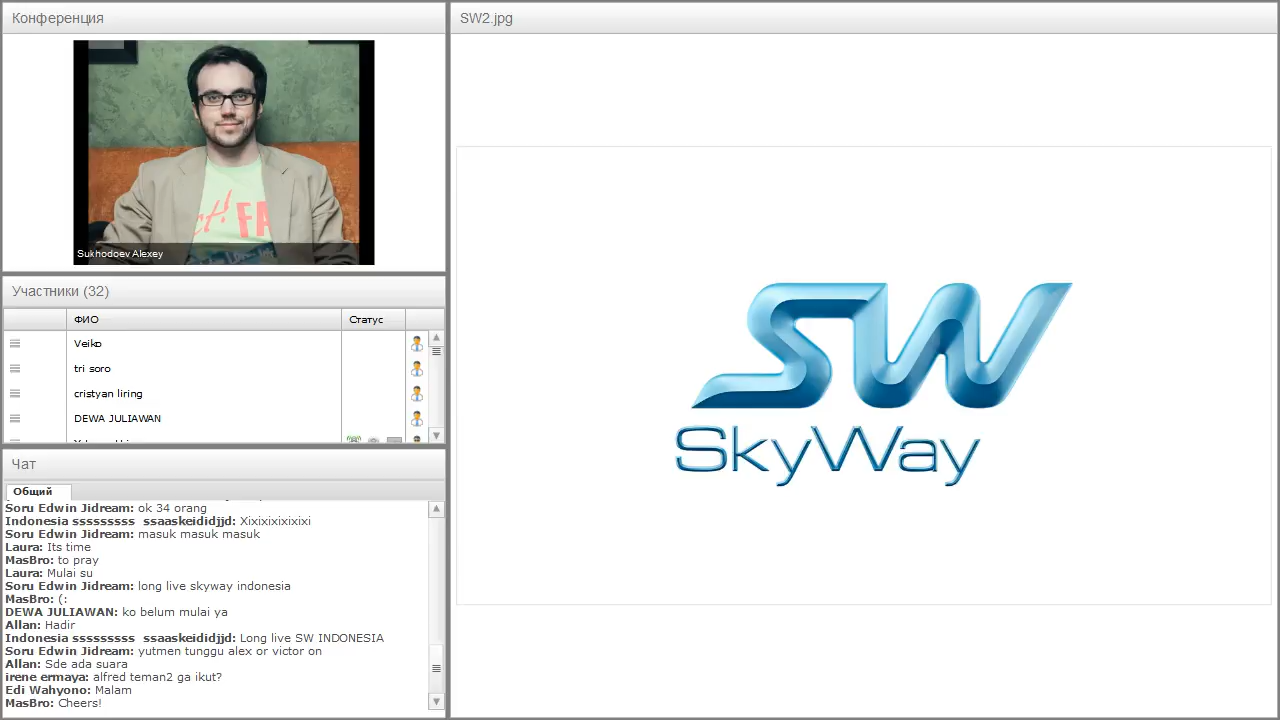 Конференция
Sukhodoev Alexey
Участники (32)
ФИО
Статус
Veiko
tri soro
cristyan liring
DEWA JULIAWAN
Чат
Общий
Soru Edwin Jidream: ok 34 orang
Indonesia sssssssss ssaaskeididjjd: Xixixixixixixi
Soru Edwin Jidream: masuk masuk masuk
Laura: Its time
MasBro: to pray
Laura: Mulai su
Soru Edwin Jidream: long live skyway indonesia
MasBro: (:
DEWA JULIAWAN: ko belum mulai ya
Allan: Hadir
Indonesia sssssssss ssaaskeididjjd: Long live SW INDONESIA
Soru Edwin Jidream: yutmen tunggu alex or victor on
Allan: Sde ada suara
irene ermaya: alfred teman2 ga ikut?
Edi Wahyono: Malam
MasBro: Cheers!
SW2.jpg
SW
SkyWay